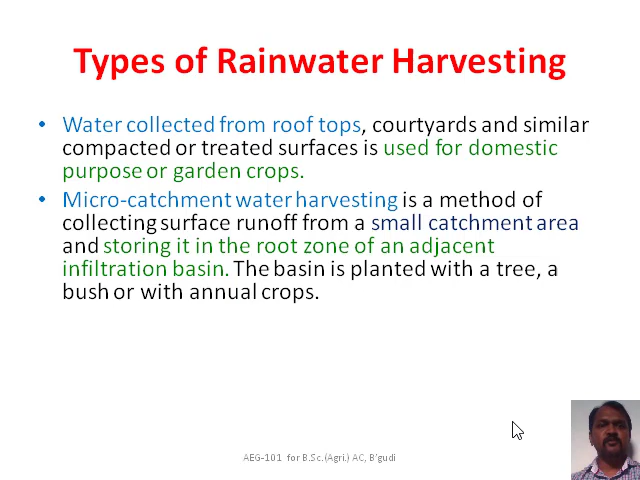 Types of Rainwater Harvesting
• Water collected from roof tops, courtyards and similar
compacted or treated surfaces is used for domestic
purpose or garden crops.
• Micro-catchment water harvesting is a method of
collecting surface runoff from a small catchment area
and storing it in the root zone of an adjacent
infiltration basin. The basin is planted with a tree, a
bush or with annual crops.
AEG-101 for B.Sc.(Agri.) AC, B'gudi